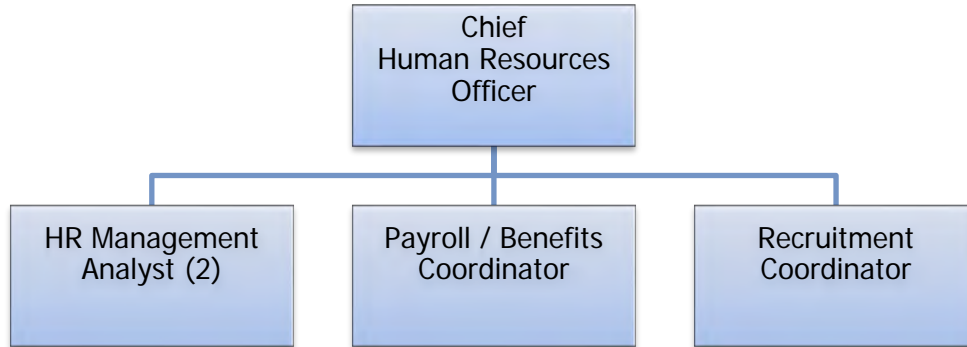 Chief
Human Resources
Officer
HR Management
Analyst (2)
Payroll / Benefits
Coordinator
Recruitment
Coordinator